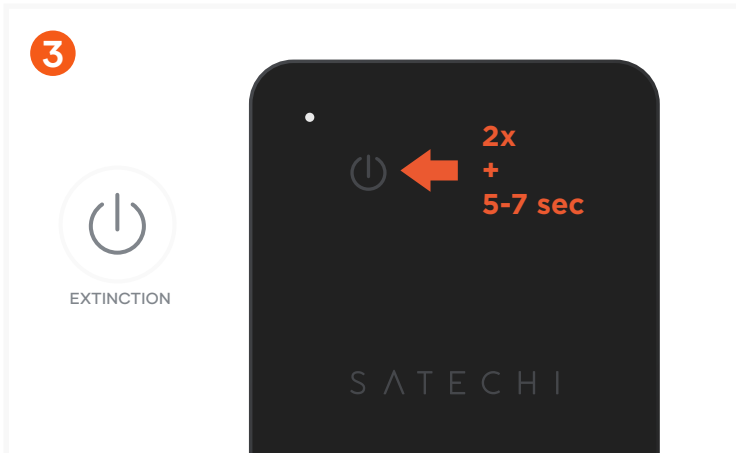 3
2x
+
5-7 sec
EXTINCTION
SATECHI